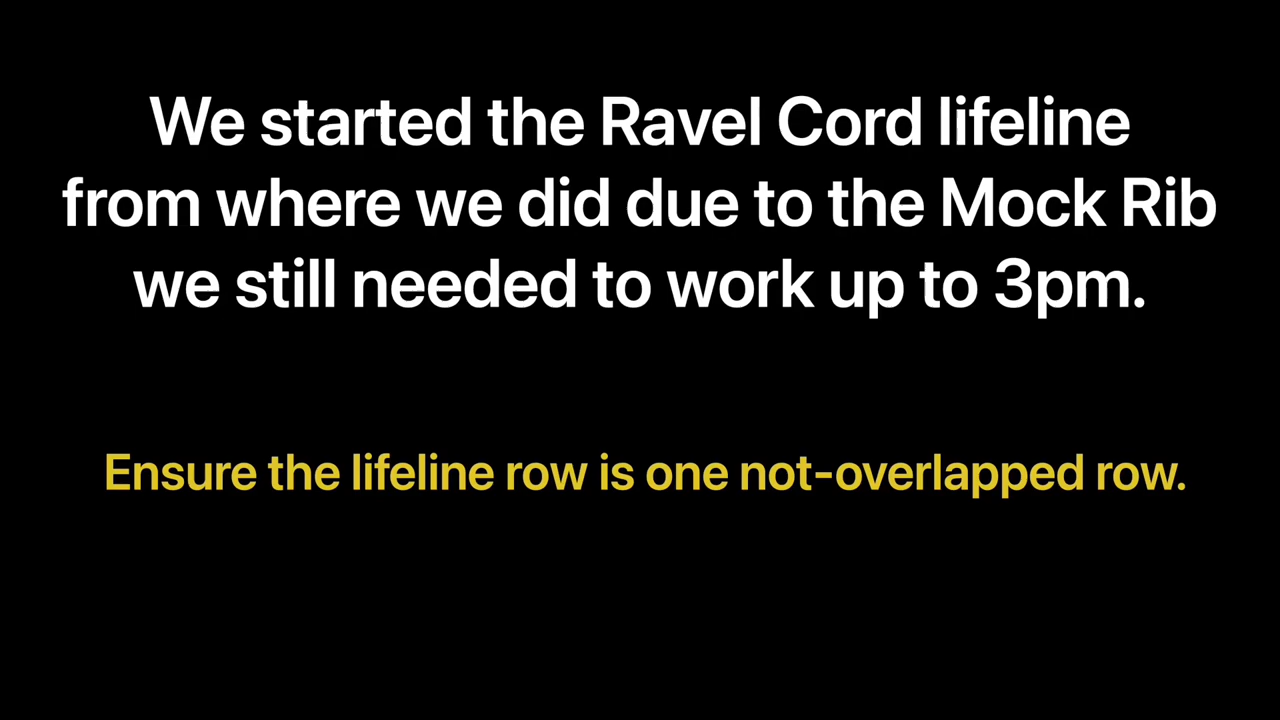 We started the Ravel Cord lifeline
from where we did due to the Mock Rib
we still needed to work up to 3pm.
Ensure the lifeline row is one not-overlapped row.